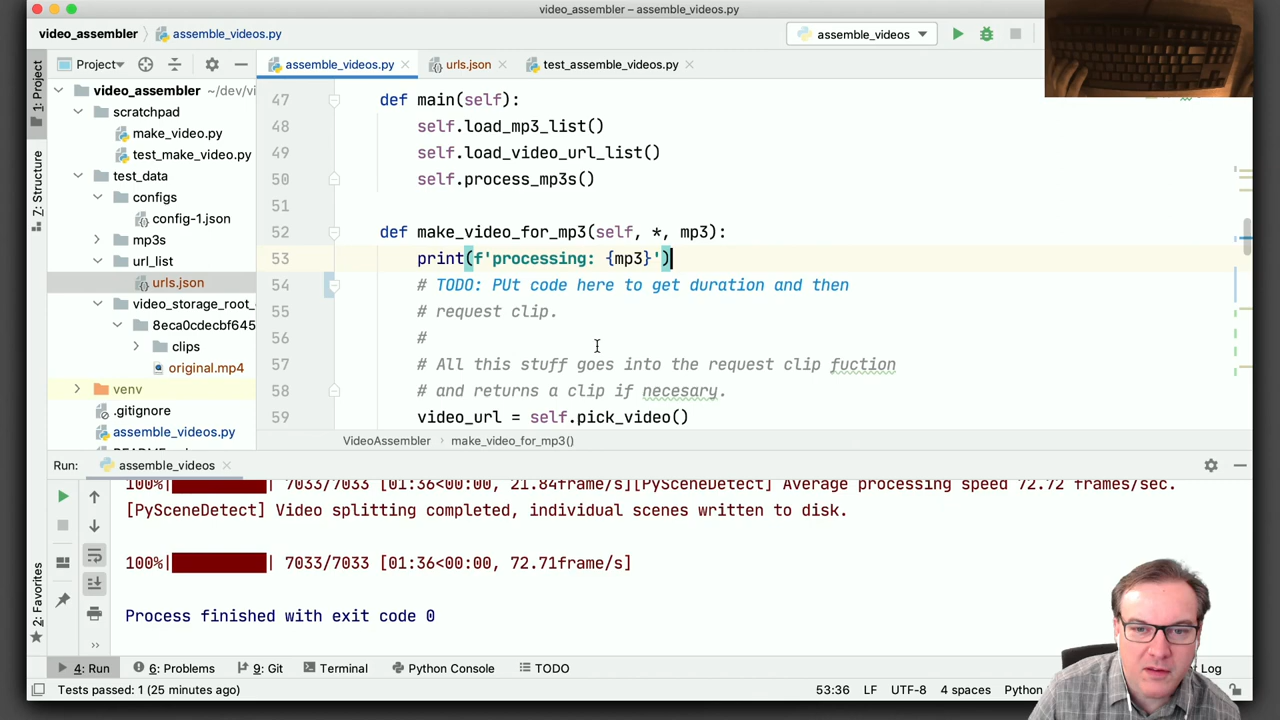 video_assembler – assemble_videos.py
video_assembler
assemble_videos.py
assemble_videos
Project
assemble_videos.py
urls.json
test_assemble_videos.py
1: Project
Z: Structure
2: Favorites
video_assembler ~/dev/vi
scratchpad
make_video.py
test_make_video.py
test_data
configs
config-1.json
mp3s
url_list
urls.json
video_storage_root_
8eca0cdecbf645
clips
original.mp4
venv
.gitignore
assemble_videos.py
47 def main(self):
48 self.load_mp3_list()
49 self.load_video_url_list()
50 self.process_mp3s()
51
52 def make_video_for_mp3(self, *, mp3):
53 print(f'processing: {mp3}')
54 # TODO: PUt code here to get duration and then
55 # request clip.
56 #
57 # All this stuff goes into the request clip fuction
58 # and returns a clip if necesary.
59 video_url = self.pick_video()
VideoAssembler
make_video_for_mp3()
Run:
assemble_videos
100%| | 7033/7033 [01:36<00:00, 21.84frame/s][PySceneDetect] Average processing speed 72.72 frames/sec.
[PySceneDetect] Video splitting completed, individual scenes written to disk.
100%| | 7033/7033 [01:36<00:00, 72.71frame/s]
Process finished with exit code 0
4: Run
6: Problems
9: Git
Terminal
Python Console
TODO
Log
Tests passed: 1 (25 minutes ago)
53:36
LF
UTF-8
4 spaces
Python